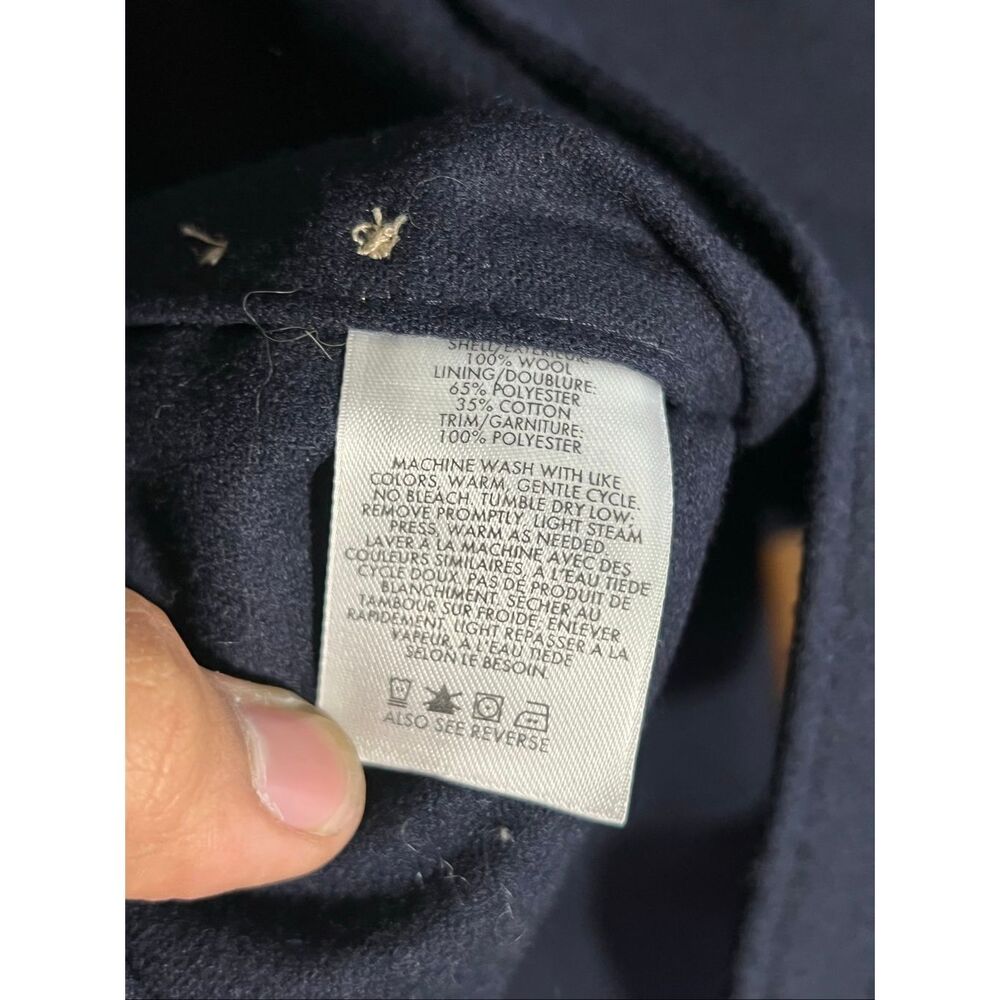 SHELL/EXTÉRIEUR:
100% WOOL
LINING/DOUBLURE:
65% POLYESTER
35% COTTON
TRIM/GARNITURE:
100% POLYESTER
MACHINE WASH WITH LIKE
COLORS, WARM, GENTLE CYCLE.
NO BLEACH. TUMBLE DRY LOW,
REMOVE PROMPTLY, LIGHT STEAM
PRESS, WARM AS NEEDED.
LAVER À LA MACHINE AVEC DES
COULEURS SIMILAIRES, A L'EAU TIEDE
CYCLE DOUX. PAS DE PRODUIT DE
BLANCHIMENT. SÉCHER AU
TAMBOUR SUR FROIDE, ENLEVER
RAPIDEMENT, LIGHT REPASSER A LA
VAPEUR À L'EAU TIEDE
SELON LE BESOIN.
ALSO SEE REVERSE